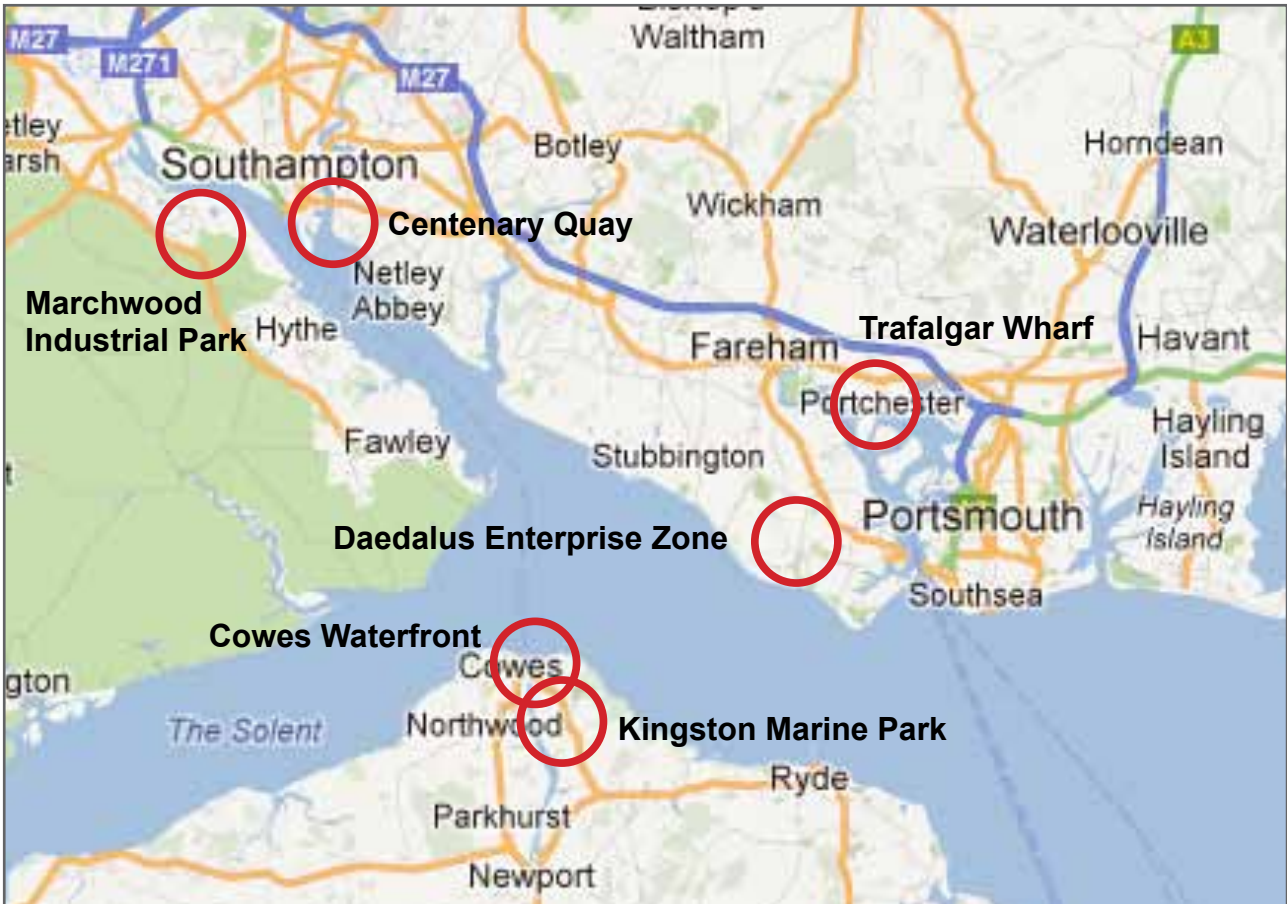 Waltham
M27
A3
M271
M27
Botley
Horndean
Southampton
Wickham
Centenary Quay
Waterlooville
Netley
Abbey
Marchwood
Industrial Park
Hythe
Trafalgar Wharf
Fareham
Havant
Portchester
Hayling
Island
Fawley
Stubbington
Portsmouth
Hayling
Island
Daedalus Enterprise Zone
Southsea
Cowes Waterfront
Cowes
gton
The Solent
Northwood
Kingston Marine Park
Ryde
Parkhurst
Newport